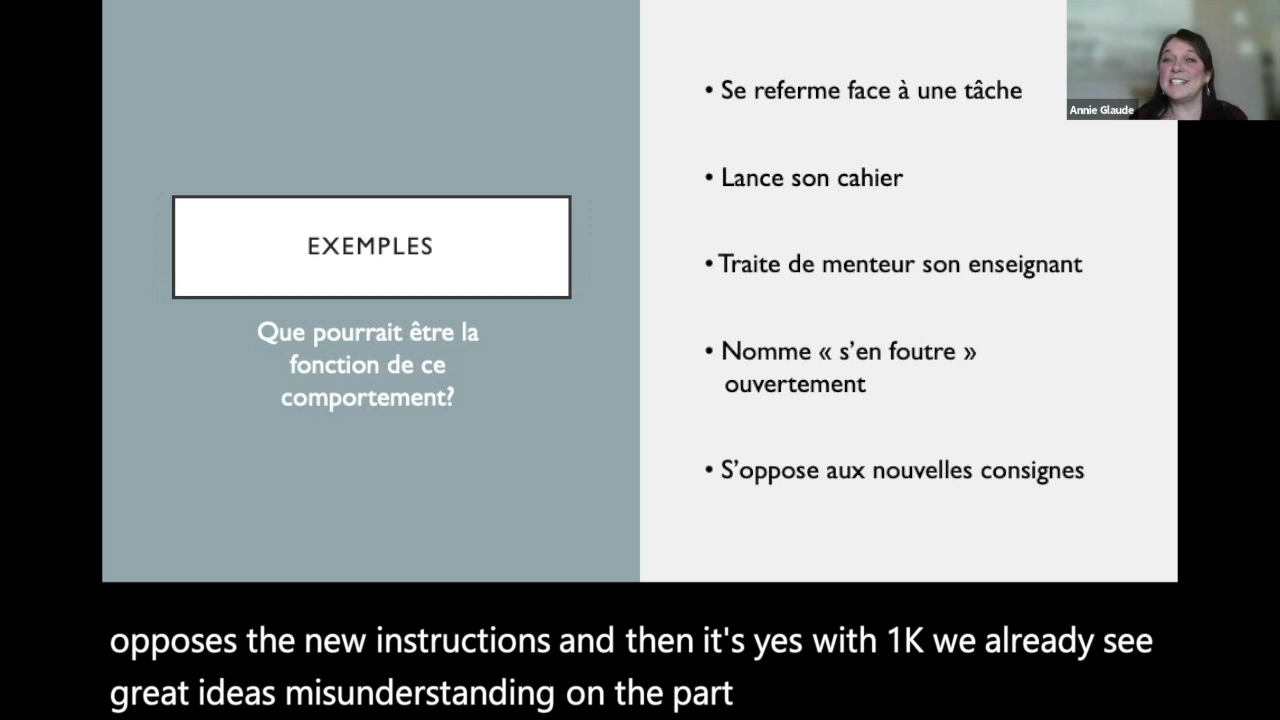 EXEMPLES
Que pourrait être la
fonction de ce
comportement?
• Se referme face à une tâche
• Lance son cahier
• Traite de menteur son enseignant
• Nomme « s’en foutre »
ouvertement
• S’oppose aux nouvelles consignes
Annie Glaude
opposes the new instructions and then it's yes with 1K we already see
great ideas misunderstanding on the part